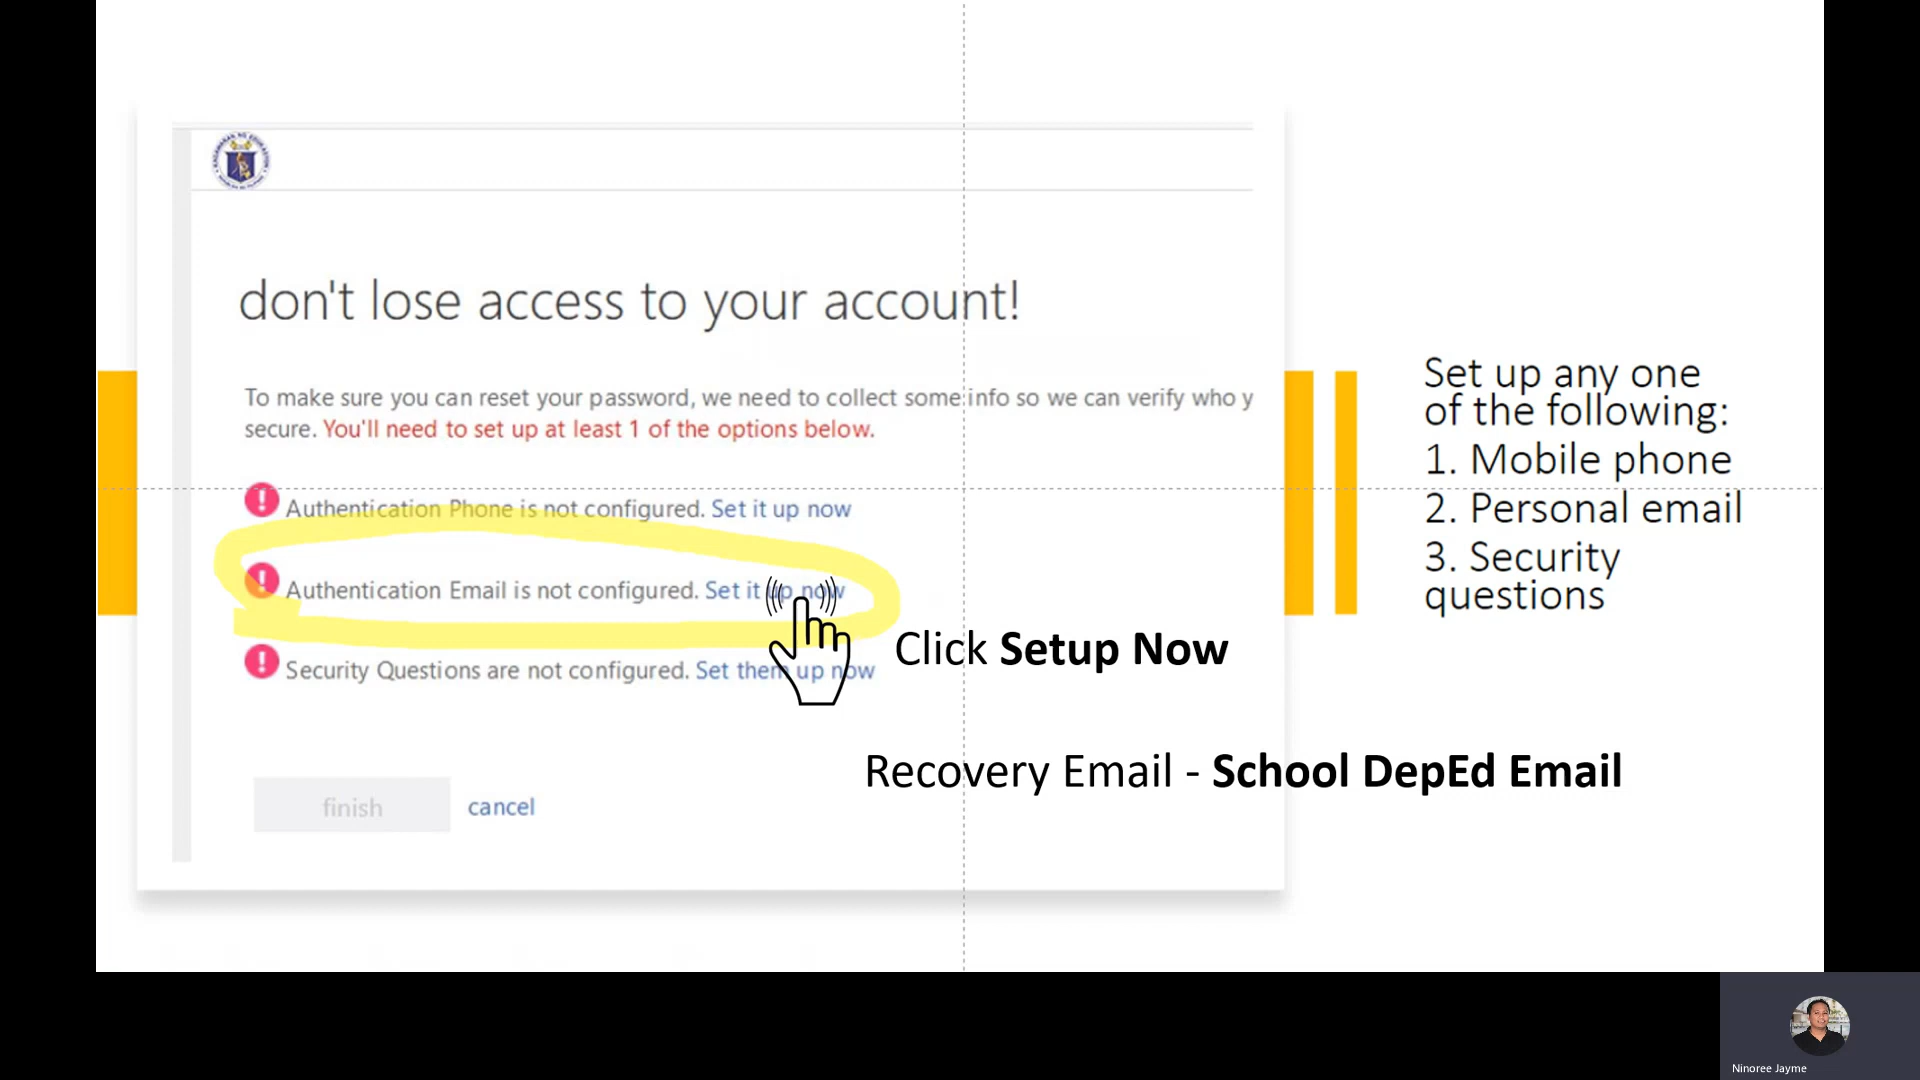 don't lose access to your account!
To make sure you can reset your password, we need to collect some info so we can verify who y
secure. You'll need to set up at least 1 of the options below.
Authentication Phone is not configured. Set it up now
Authentication Email is not configured. Set it up now
Security Questions are not configured. Set them up now
finish cancel
Click Setup Now
Recovery Email - School DepEd Email
Set up any one
of the following:
1. Mobile phone
2. Personal email
3. Security
questions
Ninoree Jayme